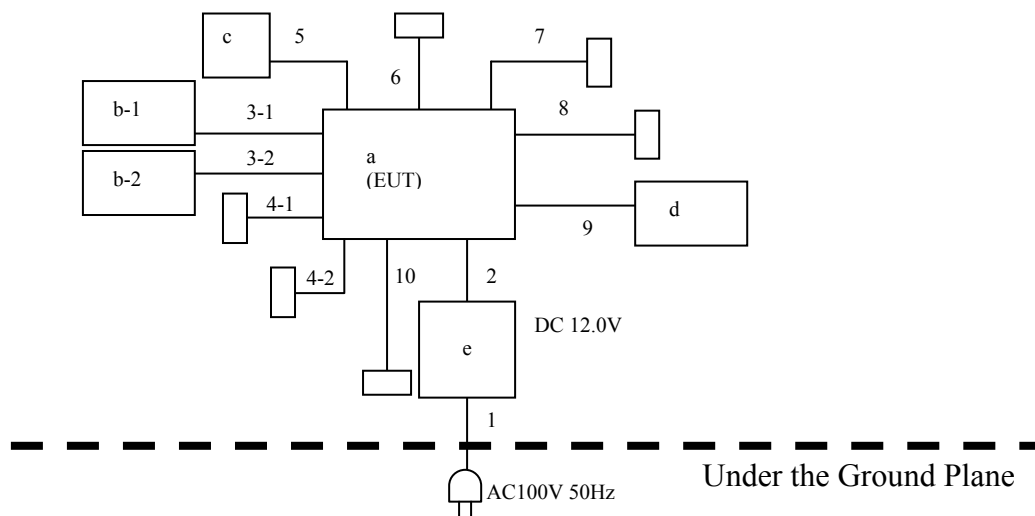 c
5
6
7
b-1
3-1
8
b-2
3-2
a
(EUT)
4-1
d
9
4-2
10
2
e
DC 12.0V
1
Under the Ground Plane
AC100V 50Hz